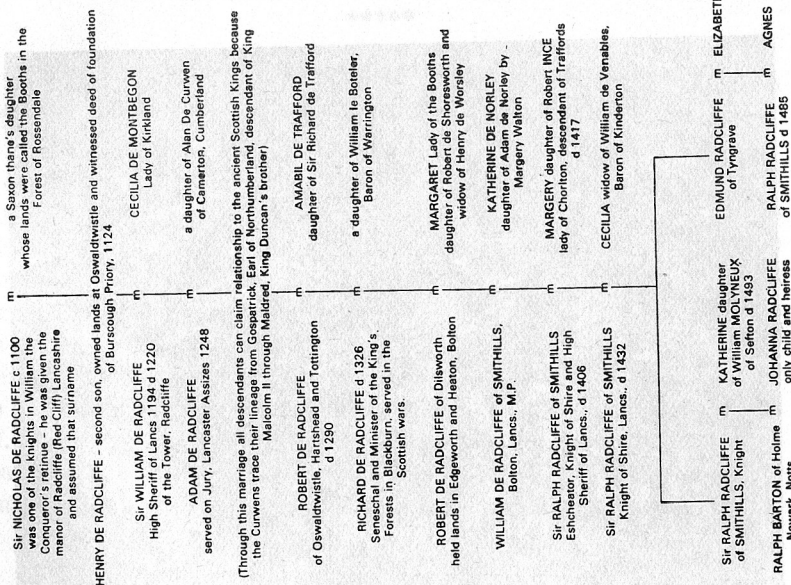 Sir NICHOLAS DE RADCLIFFE c 1100
was one of the knights in William the
Conqueror's retinue – he was given the
manor of Radcliffe (Red Cliff) Lancashire
and assumed that surname
m
a Saxon thane's daughter
whose lands were called the Booths in the
Forest of Rossendale
HENRY DE RADCLIFFE – second son, owned lands at Oswaldtwistle and witnessed deed of foundation
of Burscough Priory, 1124
Sir WILLIAM DE RADCLIFFE
High Sheriff of Lancs 1194 d 1220
of the Tower, Radcliffe
m
CECILIA DE MONTBEGON
Lady of Kirkland
ADAM DE RADCLIFFE
served on Jury, Lancaster Assizes 1248
m
a daughter of Alan De Curwen
of Camerton, Cumberland
(Through this marriage all descendants can claim relationship to the ancient Scottish Kings because
the Curwens trace their lineage from Gospatrick, Earl of Northumberland, descendant of King
Malcolm II through Maldred, King Duncan's brother)
ROBERT DE RADCLIFFE
of Oswaldtwistle, Hartshead and Tottington
d 1290
m
AMABIL DE TRAFFORD
daughter of Sir Richard de Trafford
RICHARD DE RADCLIFFE d 1326
Seneschal and Minister of the King's
Forests in Blackburn, served in the
Scottish wars.
m
a daughter of William le Boteler,
Baron of Warrington
ROBERT DE RADCLIFFE of Dilsworth
held lands in Edgeworth and Heaton, Bolton
m
MARGARET Lady of the Booths
daughter of Robert de Shoresworth and
widow of Henry de Worsley
WILLIAM DE RADCLIFFE of SMITHILLS,
Bolton, Lancs., M.P.
m
KATHERINE DE NORLEY
daughter of Adam de Norley by -
Margery Walton
Sir RALPH RADCLIFFE of SMITHILLS
Eshcheator, Knight of Shire and High
Sheriff of Lancs., d 1406
m
MARGERY daughter of Robert INCE
lady of Chorlton, descendant of Traffords
d 1417
Sir RALPH RADCLIFFE of SMITHILLS
Knight of Shire, Lancs., d 1432
m
CECILIA widow of William de Venables,
Baron of Kinderton
Sir RALPH RADCLIFFE
of SMITHILLS, Knight
m
KATHERINE daughter
of William MOLYNEUX
of Sefton d 1493
EDMUND RADCLIFFE
of Tyngrave
m
RALPH BARTON of Holme
Newark, Notts
m
JOHANNA RADCLIFFE
only child and heiress
RALPH RADCLIFFE
of SMITHILLS d 1485
m
AGNES